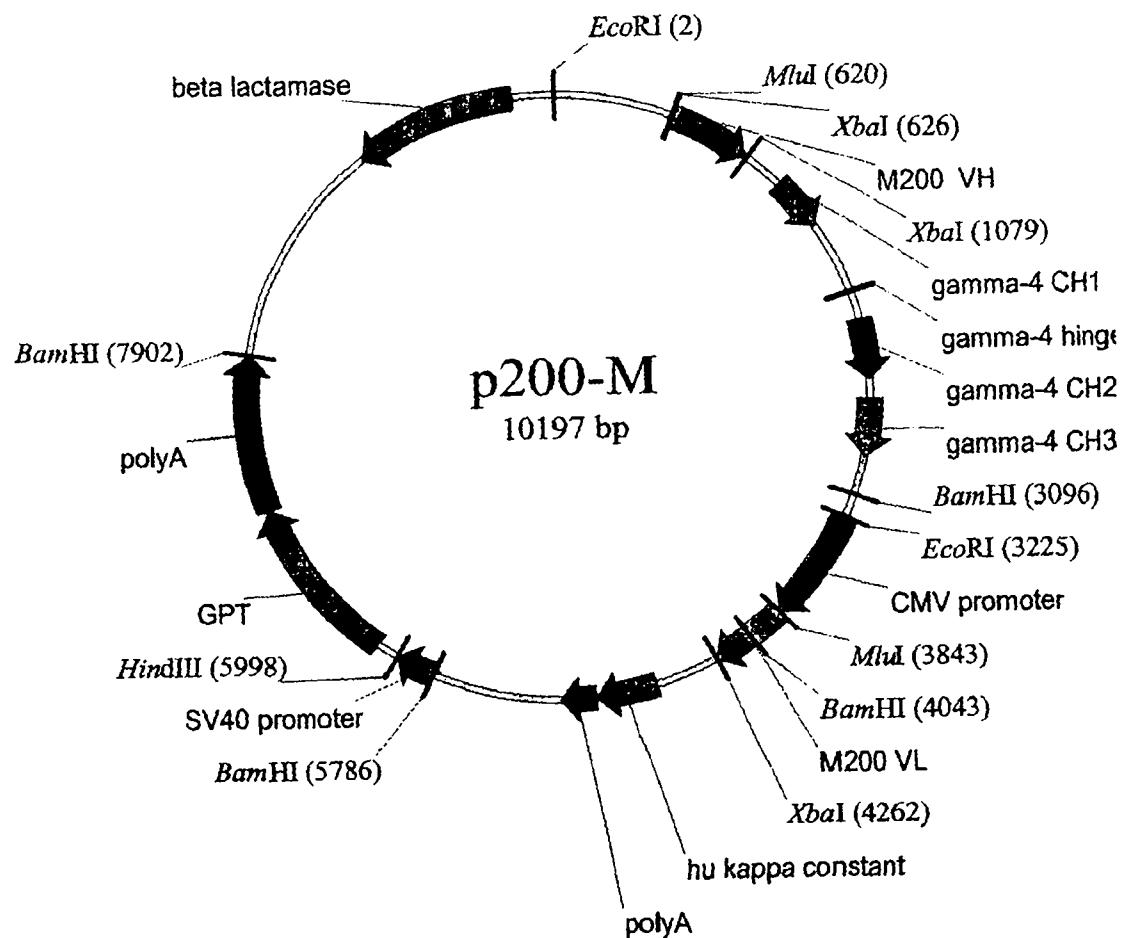 EcoRI (2)
beta lactamase
MluI (620)
XbaI (626)
M200 VH
XbaI (1079)
gamma-4 CH1
gamma-4 hinge
gamma-4 CH2
gamma-4 CH3
BamHI (3096)
EcoRI (3225)
CMV promoter
MluI (3843)
BamHI (4043)
M200 VL
XbaI (4262)
hu kappa constant
polyA
BamHI (5786)
SV40 promoter
HindIII (5998)
GPT
polyA
BamHI (7902)
p200-M
10197 bp